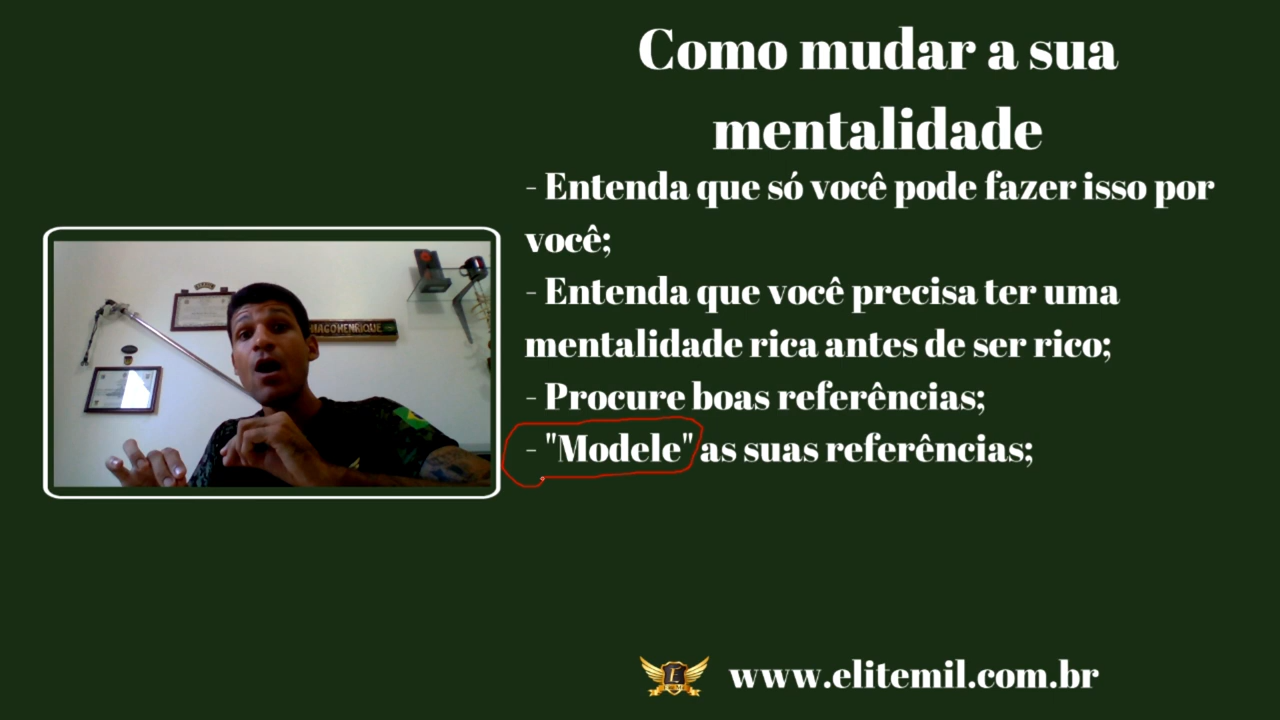 Como mudar a sua
mentalidade
- Entenda que só você pode fazer isso por
você;
- Entenda que você precisa ter uma
mentalidade rica antes de ser rico;
- Procure boas referências;
- "Modele" as suas referências;
HENRIQUE
www.elitemil.com.br